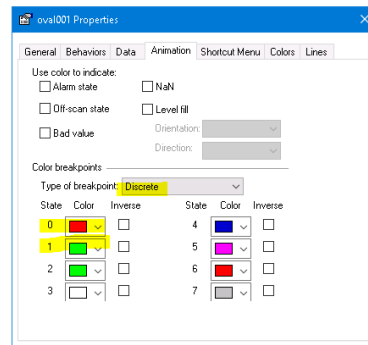 oval001 Properties
General Behaviors Data Animation Shortcut Menu Colors Lines
Use color to indicate:
Alarm state NaN
Off-scan state Level fill
Bad value Orientation:
Direction:
Color breakpoints
Type of breakpoint: Discrete
State Color Inverse State Color Inverse
0 4
1 5
2 6
3 7